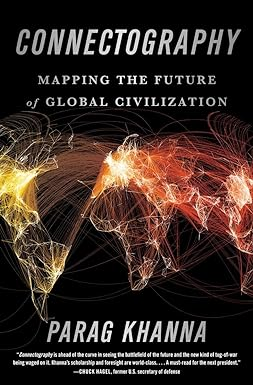 CONNECTOGRAPHY
MAPPING THE FUTURE
of GLOBAL CIVILIZATION
PARAG KHANNA
"Connectography is ahead of the curve in seeing the battlefield of the future and the new kind of tug-of-war
being waged on it. Khanna's scholarship and foresight are world-class. . . . A must-read for the next president."
—CHUCK HAGEL, former U.S. secretary of defense